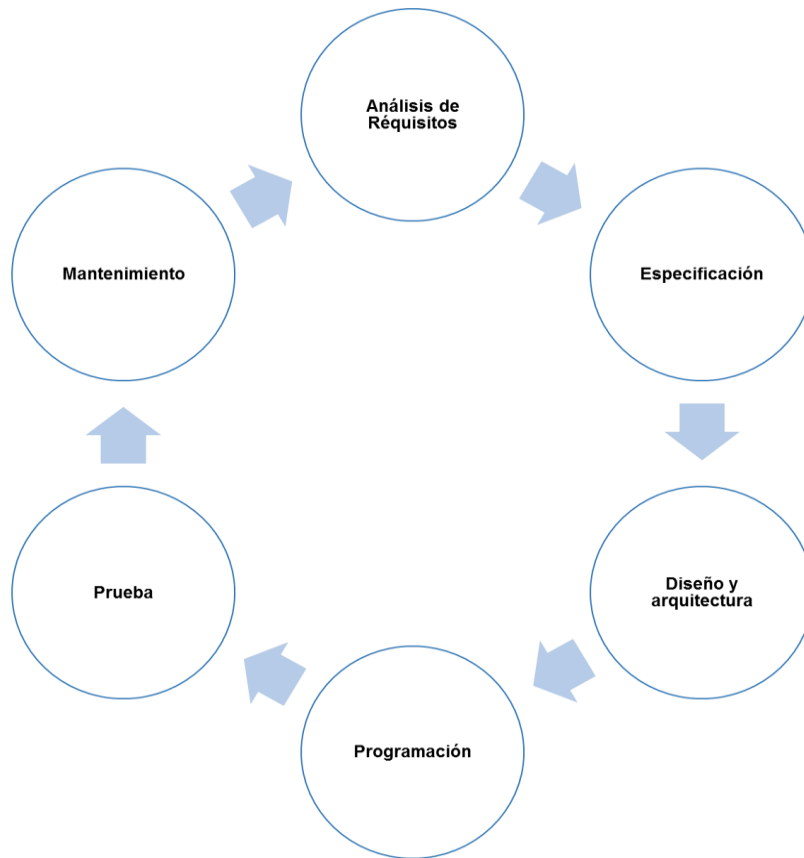 Análisis de
Réquisitos
Especificación
Diseño y
arquitectura
Programación
Prueba
Mantenimiento